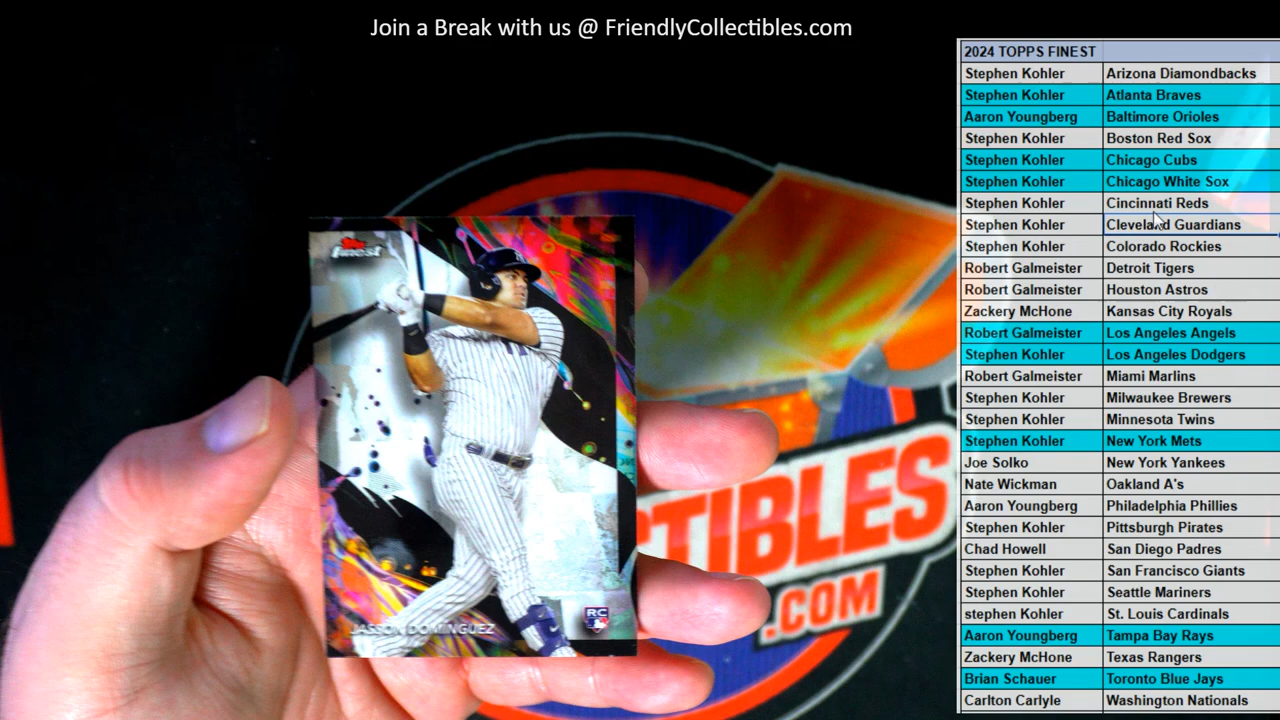 Join a Break with us @ FriendlyCollectibles.com
2024 TOPPS FINEST
Stephen Kohler Arizona Diamondbacks
Stephen Kohler Atlanta Braves
Aaron Youngberg Baltimore Orioles
Stephen Kohler Boston Red Sox
Stephen Kohler Chicago Cubs
Stephen Kohler Chicago White Sox
Stephen Kohler Cincinnati Reds
Stephen Kohler Cleveland Guardians
Stephen Kohler Colorado Rockies
Robert Galmeister Detroit Tigers
Robert Galmeister Houston Astros
Zackery McHone Kansas City Royals
Robert Galmeister Los Angeles Angels
Stephen Kohler Los Angeles Dodgers
Robert Galmeister Miami Marlins
Stephen Kohler Milwaukee Brewers
Stephen Kohler Minnesota Twins
Stephen Kohler New York Mets
Joe Solko New York Yankees
Nate Wickman Oakland A's
Aaron Youngberg Philadelphia Phillies
Stephen Kohler Pittsburgh Pirates
Chad Howell San Diego Padres
Stephen Kohler San Francisco Giants
Stephen Kohler Seattle Mariners
stephen Kohler St. Louis Cardinals
Aaron Youngberg Tampa Bay Rays
Zackery McHone Texas Rangers
Brian Schauer Toronto Blue Jays
Carlton Carlyle Washington Nationals
Topps
finest
JASSON DOMÍNGUEZ
RC
CTIBLES
.COM